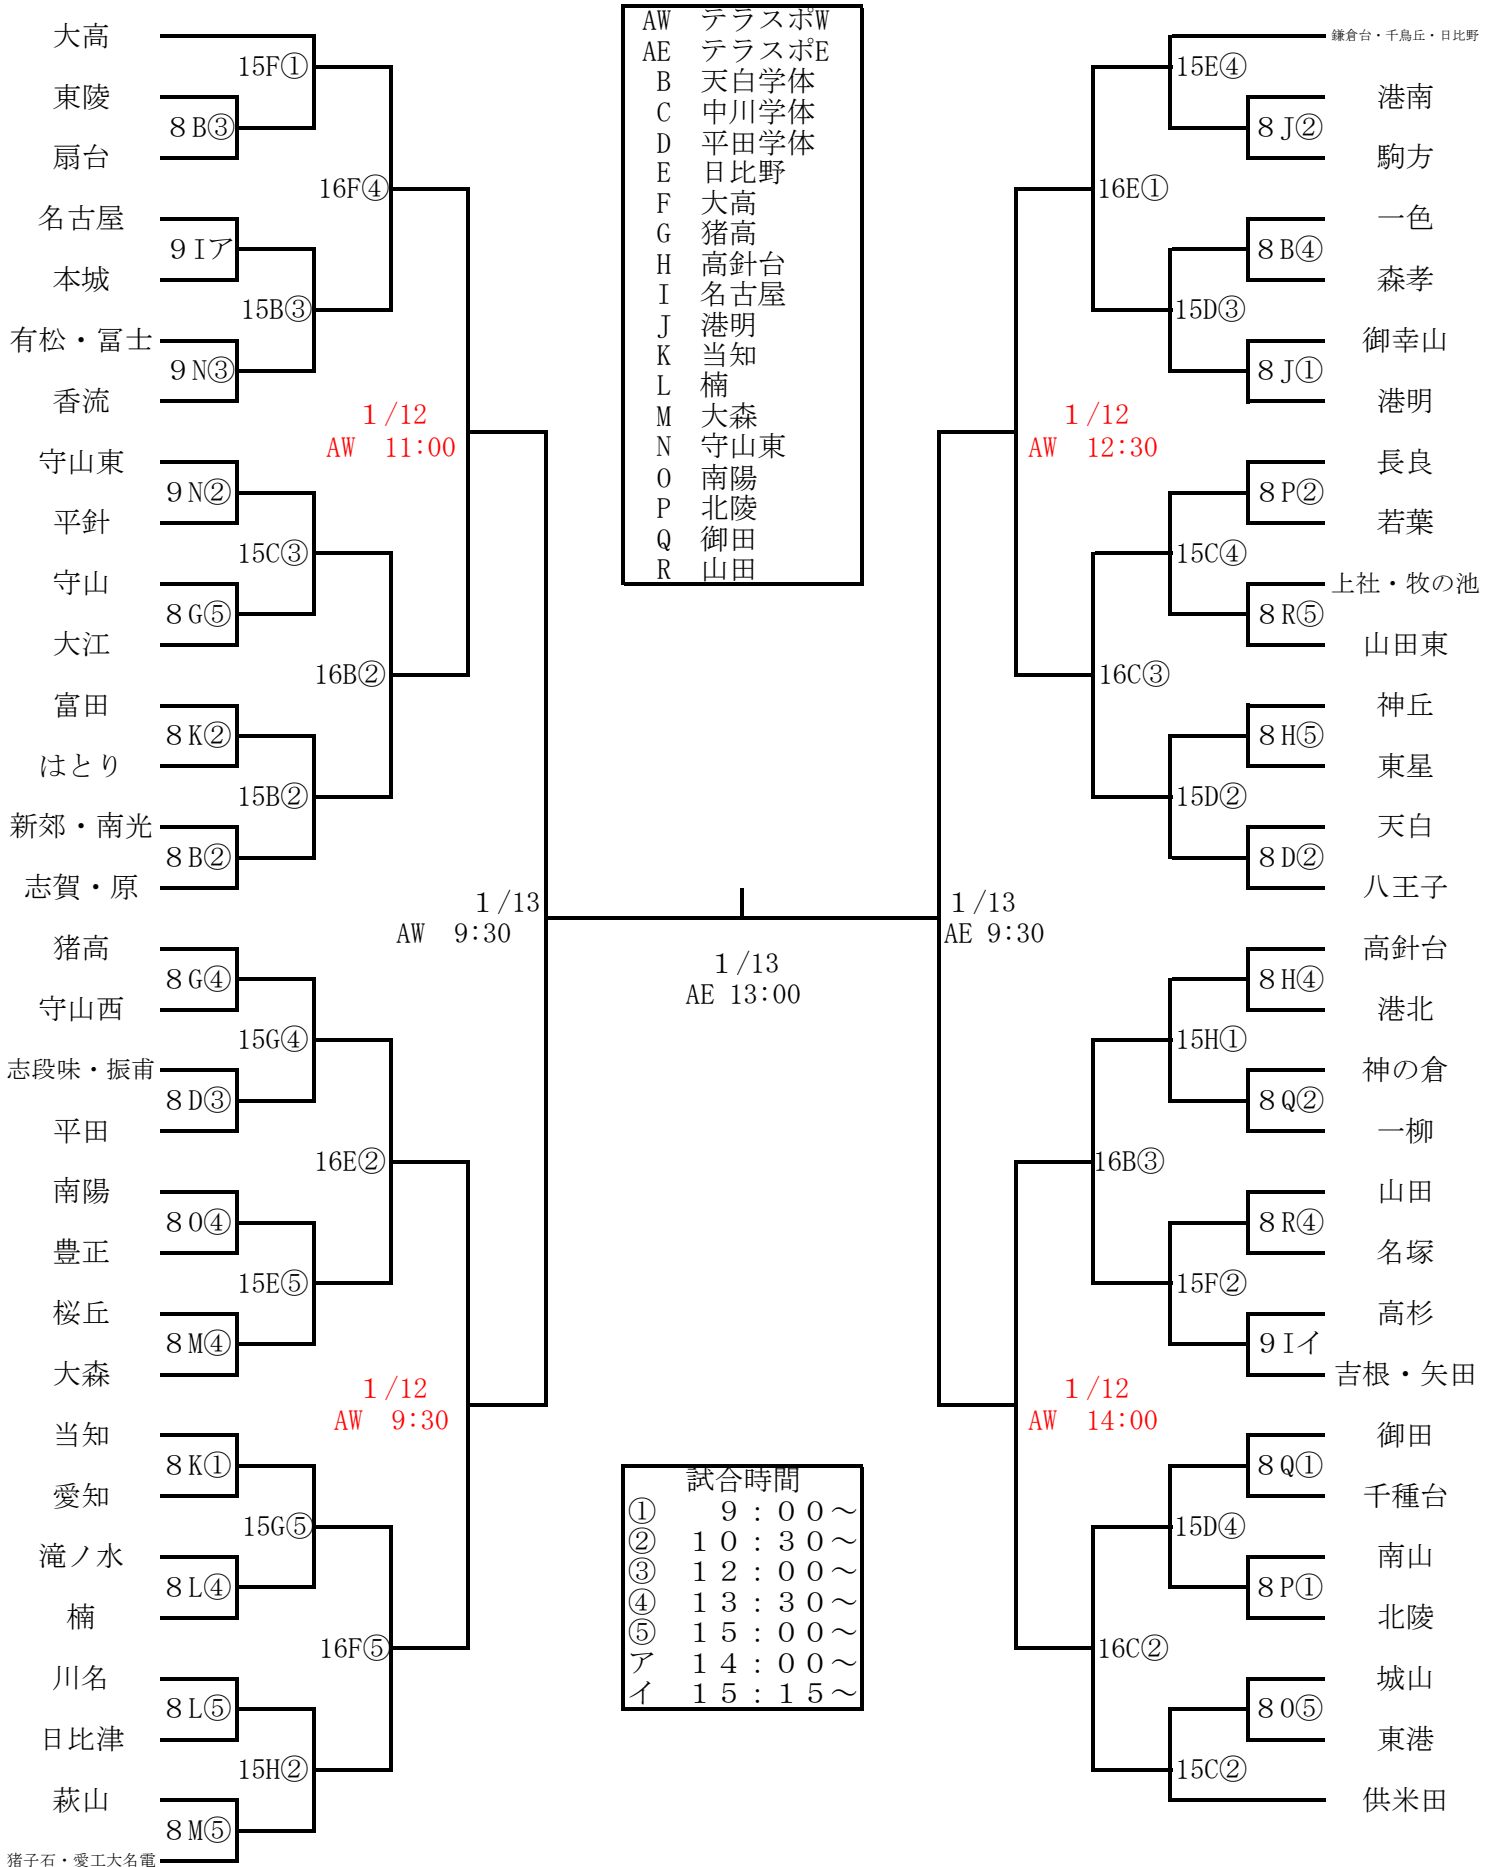 大高
東陵
扇台
名古屋
本城
有松・冨士
香流
守山東
平針
守山
大江
富田
はとり
新郊・南光
志賀・原
猪高
守山西
志段味・振甫
平田
南陽
豊正
桜丘
大森
当知
愛知
滝ノ水
楠
川名
日比津
萩山
猪子石・愛工大名電
8B③
9Iア
9N③
9N②
8G⑤
8K②
8B②
8G④
8D③
8O④
8M④
8K①
8L④
8L⑤
8M⑤
15F①
15B③
15C③
15B②
15G④
15E⑤
15G⑤
15H②
16F④
16B②
16E②
16F⑤
1/12
AW 11:00
1/12
AW 9:30
1/13
AW 9:30
AW テラスポW
AE テラスポE
B 天白学体
C 中川学体
D 平田学体
E 日比野
F 大高
G 猪高
H 高針台
I 名古屋
J 港明
K 当知
L 楠
M 大森
N 守山東
O 南陽
P 北陵
Q 御田
R 山田
1/13
AE 13:00
試合時間
① 9:00~
② 10:30~
③ 12:00~
④ 13:30~
⑤ 15:00~
ア 14:00~
イ 15:15~
1/13
AE 9:30
1/12
AW 12:30
1/12
AW 14:00
16E①
16C③
16B③
16C②
15E④
15D③
15C④
15D②
15H①
15F②
15D④
15C②
8J②
8B④
8J①
8P②
8R⑤
8H⑤
8D②
8H④
8Q②
8R④
9Iイ
8Q①
8P①
8O⑤
鎌倉台・千鳥丘・日比野
港南
駒方
一色
森孝
御幸山
港明
長良
若葉
上社・牧の池
山田東
神丘
東星
天白
八王子
高針台
港北
神の倉
一柳
山田
名塚
高杉
吉根・矢田
御田
千種台
南山
北陵
城山
東港
供米田